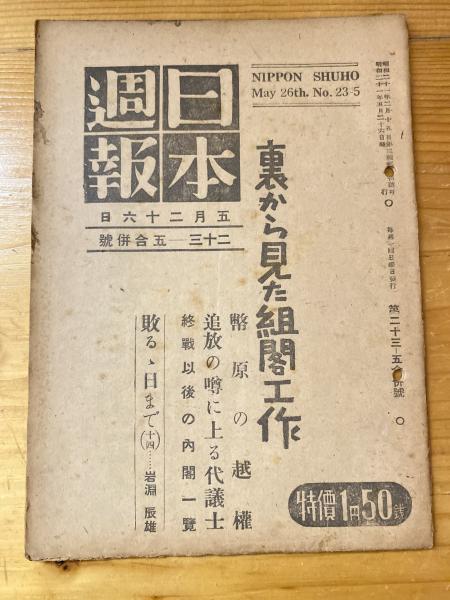 NIPPON SHUHO
May 26th. No. 23-5
日本
週報
日六十二月五
號併合五—三十二
裏から見た組閣工作
幣原の越權
追放の噂に上る代議士
終戰以後の内閣一覽
敗るゝ日まで(十四)……岩淵辰雄
特價1円50銭
第二十三—五合併號